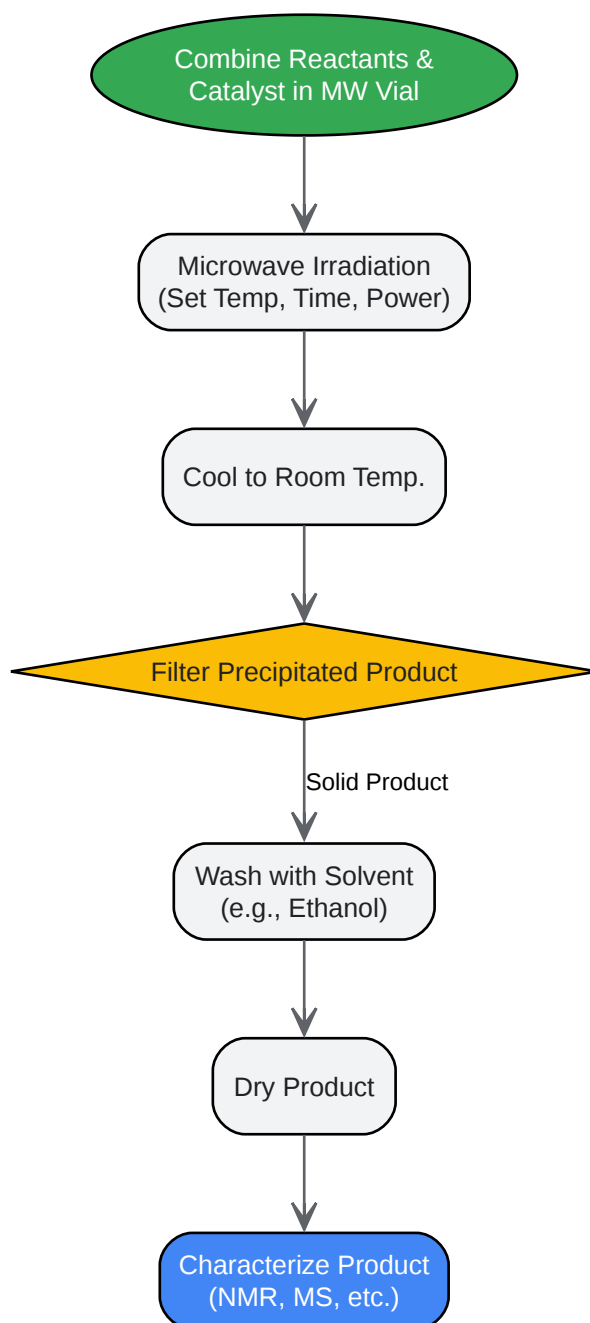 Combine Reactants &
Catalyst in MW Vial
Microwave Irradiation
(Set Temp, Time, Power)
Cool to Room Temp.
Filter Precipitated Product
Solid Product
Wash with Solvent
(e.g., Ethanol)
Dry Product
Characterize Product
(NMR, MS, etc.)